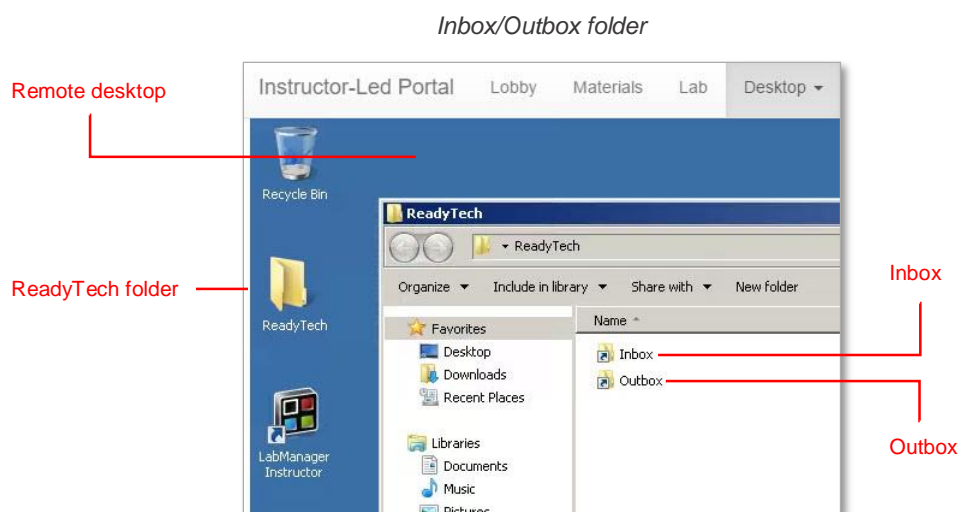 Inbox/Outbox folder
Instructor-Led Portal Lobby Materials Lab Desktop
Remote desktop
Recycle Bin
ReadyTech
ReadyTech
Organize Include in library Share with New folder
ReadyTech folder
Inbox
ReadyTech
Favorites
Name
Desktop
Inbox
Downloads
Outbox
Recent Places
Libraries
Outbox
LabManager
Instructor
Documents
Music
Pictures